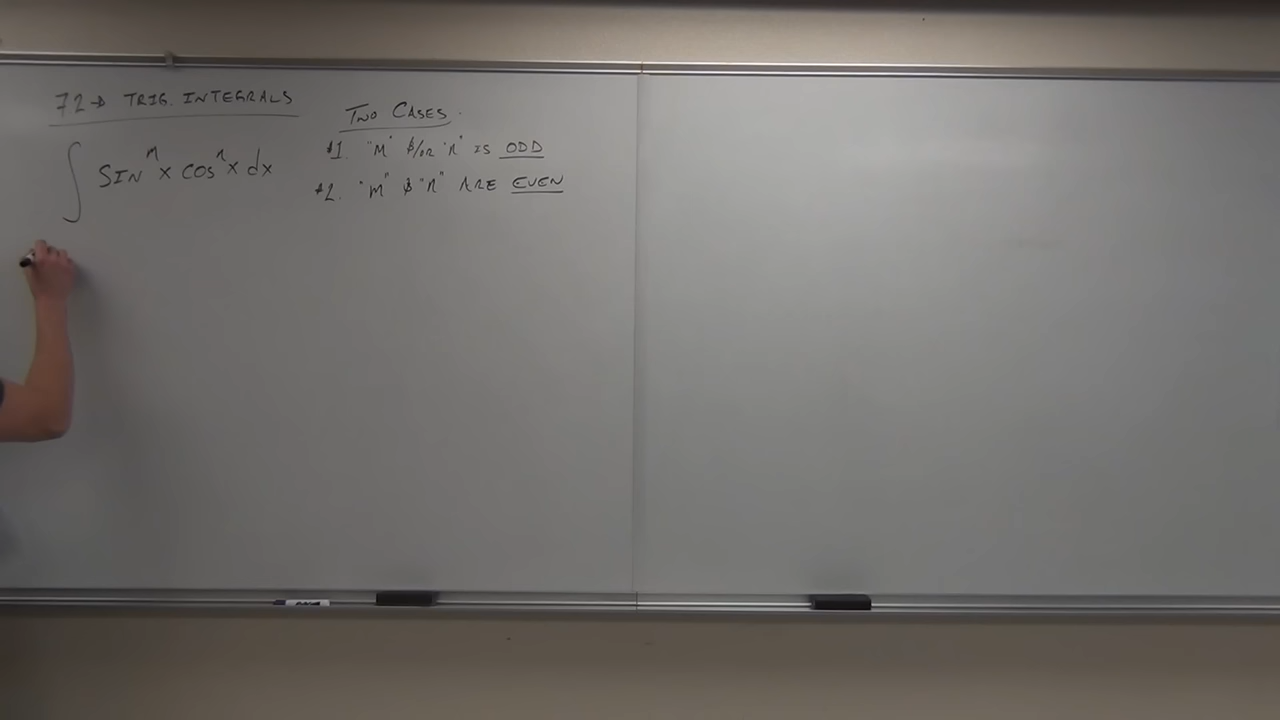 7.2 → TRIG. INTEGRALS
∫ SIN^m x cos^n x dx
Two CASES.
#1. "m" &/OR "n" IS ODD
#2. "m" & "n" ARE EVEN